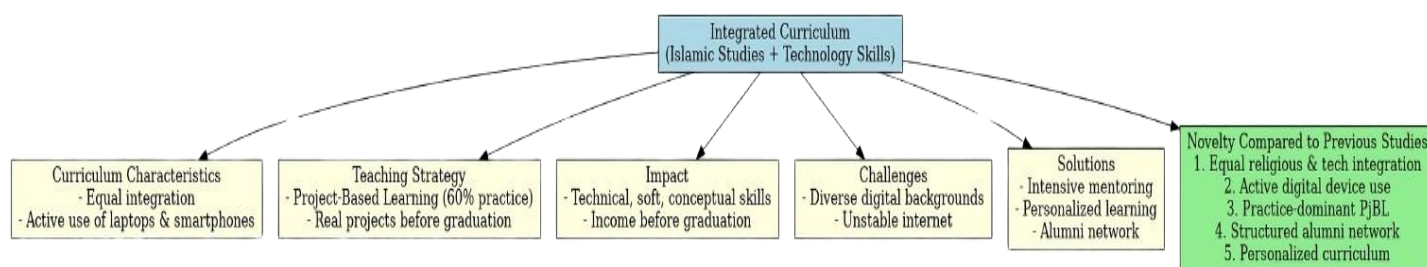 Integrated Curriculum
(Islamic Studies + Technology Skills)
Curriculum Characteristics
- Equal integration
- Active use of laptops & smartphones
Teaching Strategy
- Project-Based Learning (60% practice)
- Real projects before graduation
Impact
- Technical, soft, conceptual skills
- Income before graduation
Challenges
- Diverse digital backgrounds
- Unstable internet
Solutions
- Intensive mentoring
- Personalized learning
- Alumni network
Novelty Compared to Previous Studies
1. Equal religious & tech integration
2. Active digital device use
3. Practice-dominant PjBL
4. Structured alumni network
5. Personalized curriculum